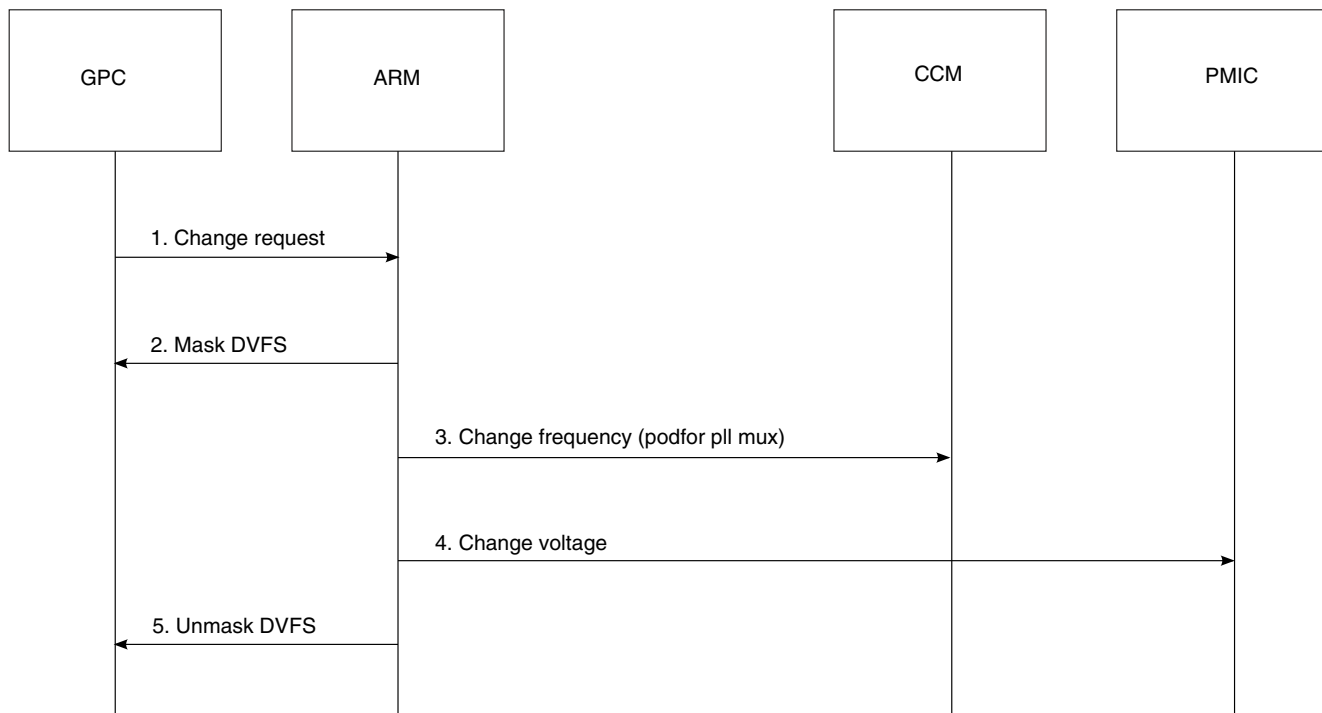 GPC
ARM
CCM
PMIC
1. Change request
2. Mask DVFS
3. Change frequency (podfor pll mux)
4. Change voltage
5. Unmask DVFS